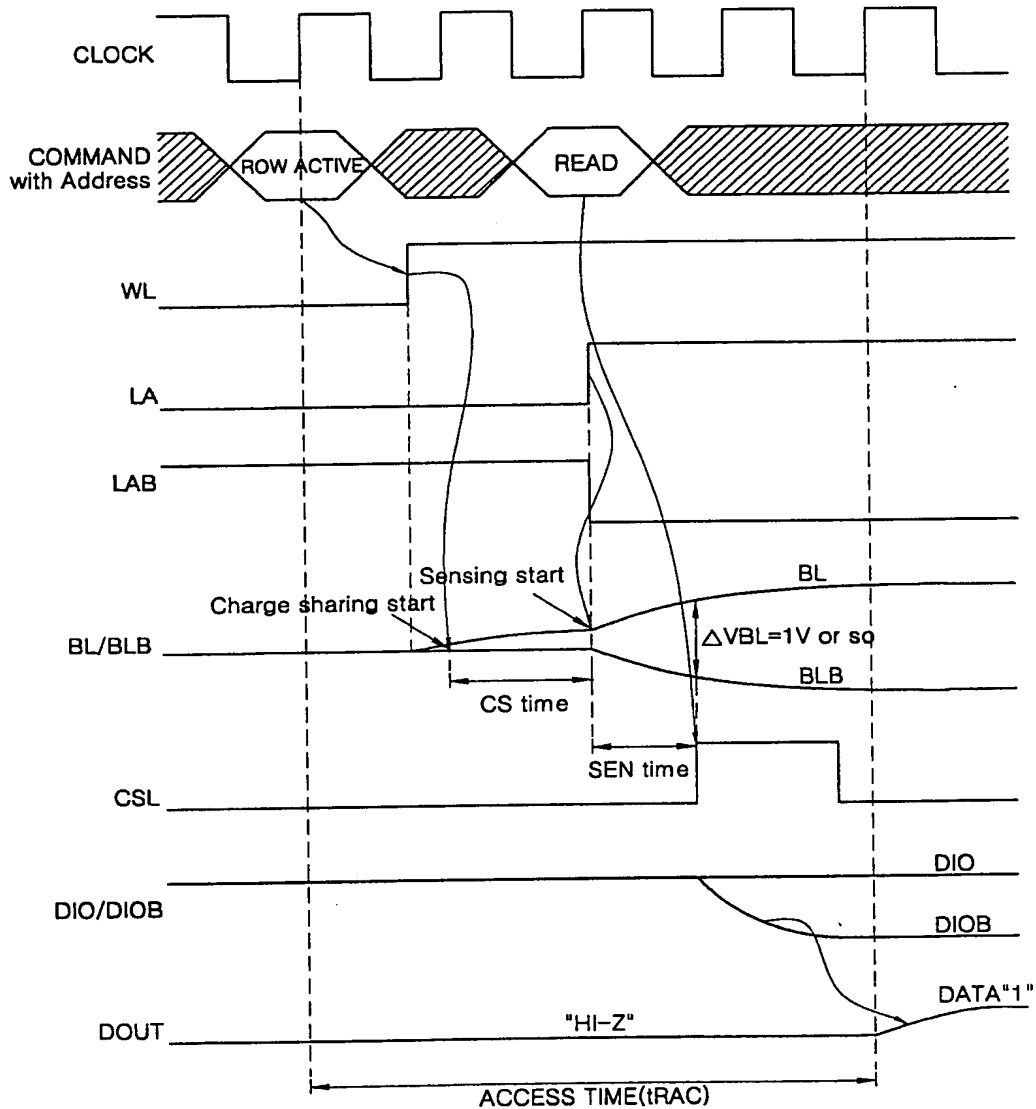 CLOCK
COMMAND
with Address
ROW ACTIVE
READ
WL
LA
LAB
Sensing start
BL
Charge sharing start
BL/BLB
△VBL=1V or so
BLB
CS time
SEN time
CSL
DIO
DIO/DIOB
DIOB
DATA"1"
"HI-Z"
DOUT
ACCESS TIME(tRAC)